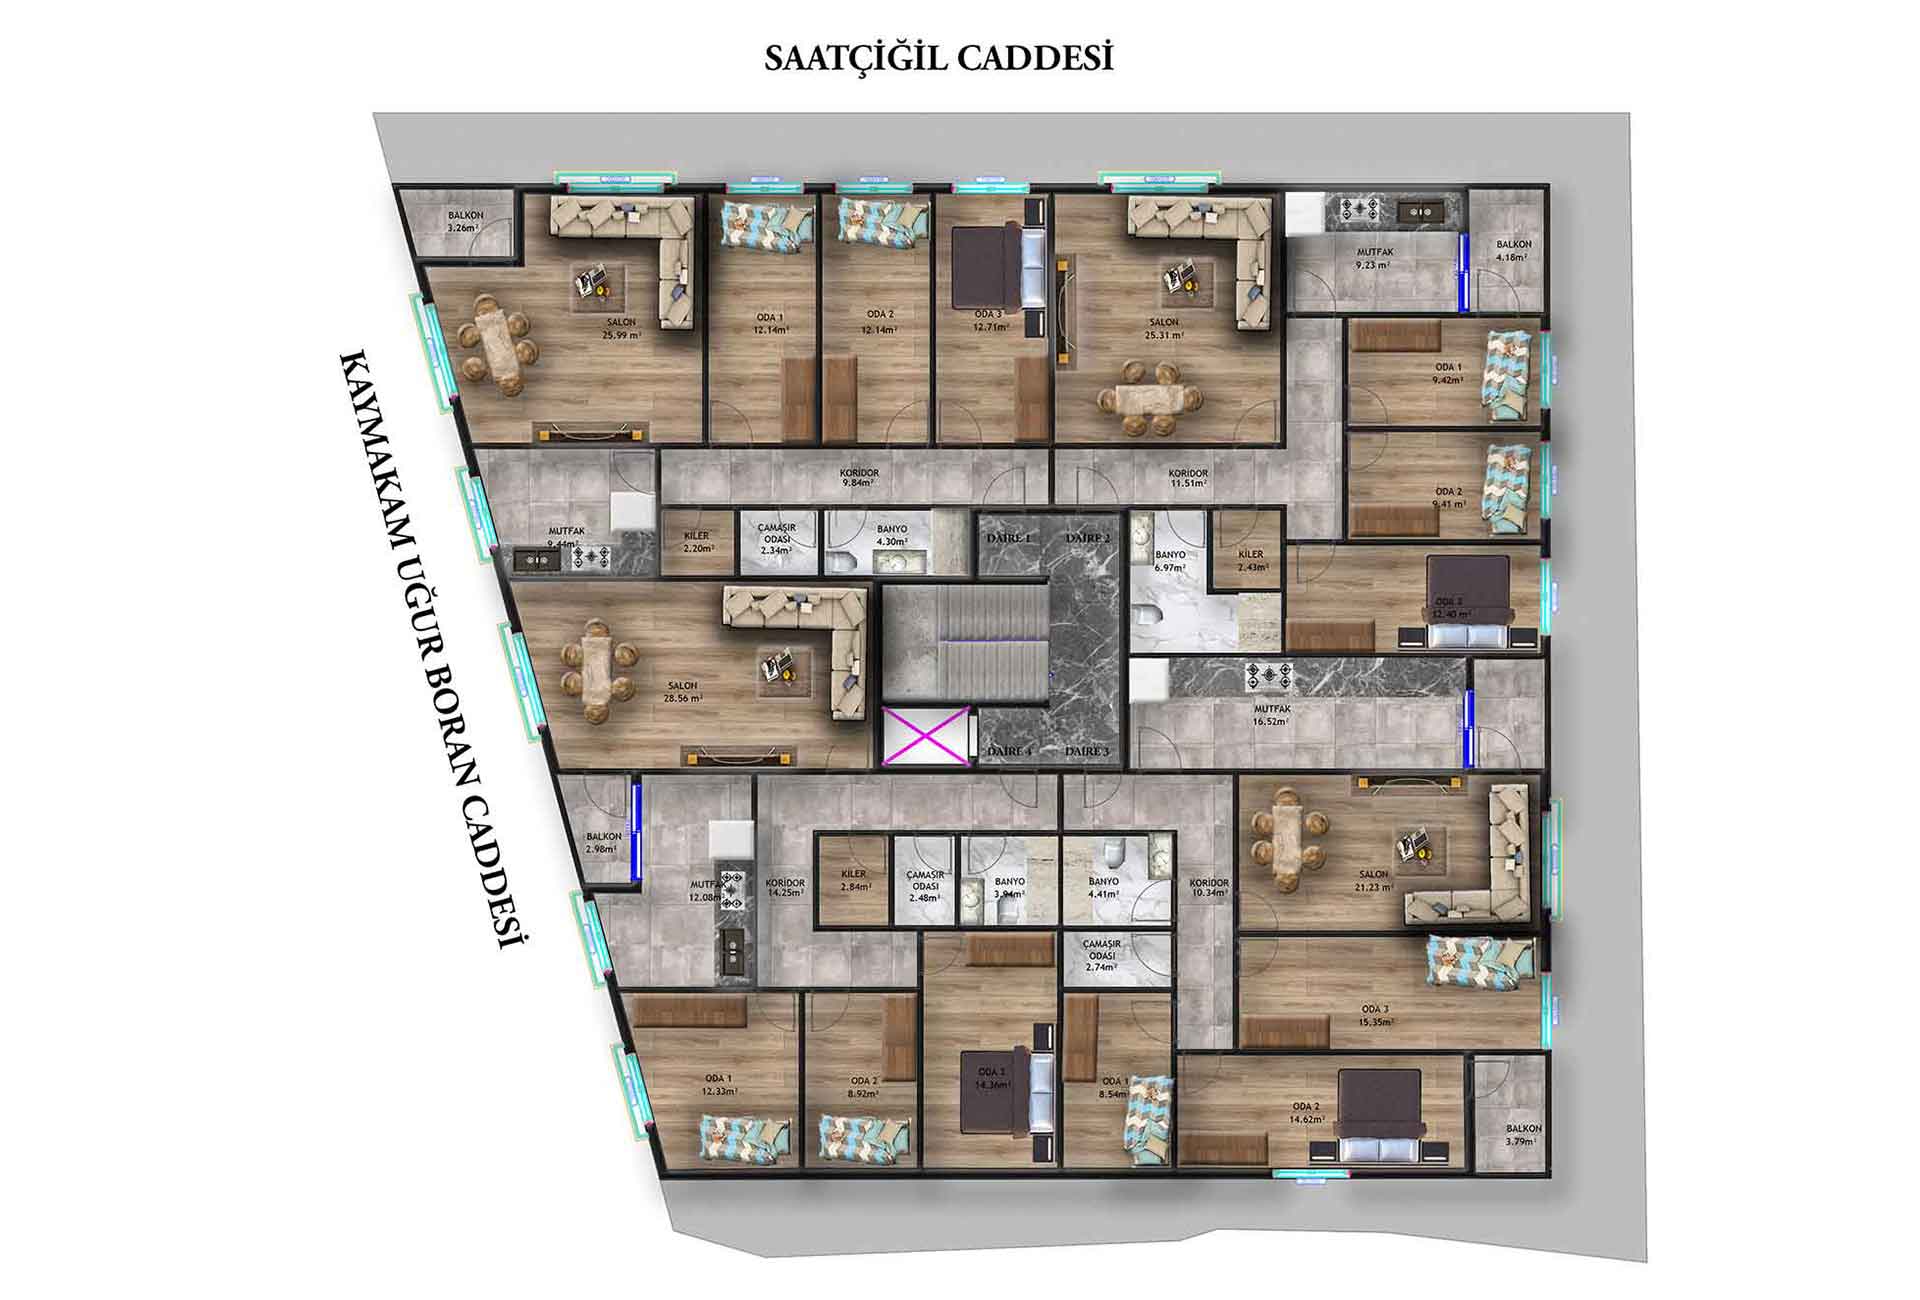 SAATÇİĞİL CADDESİ
KAYMAKAM UĞUR BORAN CADDESİ
BALKON
3.26m²
SALON
25.99 m²
ODA 1
12.14m²
ODA 2
12.14m²
ODA 3
12.71m²
SALON
25.31 m²
MUTFAK
9.23 m²
BALKON
4.18m²
ODA 1
9.42m²
ODA 2
9.41 m²
KORİDOR
9.84m²
KORİDOR
11.51m²
MUTFAK
9.44m²
KİLER
2.20m²
ÇAMAŞIR
ODASI
2.34m²
BANYO
4.30m²
DAİRE 1
DAİRE 2
BANYO
6.97m²
KİLER
2.43m²
ODA 3
12.40 m²
SALON
28.56 m²
MUTFAK
16.52m²
DAİRE 4
DAİRE 3
BALKON
2.98m²
MUTFAK
12.08m²
KORİDOR
14.25m²
KİLER
2.84m²
ÇAMAŞIR
ODASI
2.48m²
BANYO
3.94m²
BANYO
4.41m²
KORİDOR
10.34m²
SALON
21.23 m²
ÇAMAŞIR
ODASI
2.74m²
ODA 3
15.35m²
ODA 1
12.33m²
ODA 2
8.92m²
ODA 3
14.36m²
ODA 1
8.54m²
ODA 2
14.62m²
BALKON
3.79m²